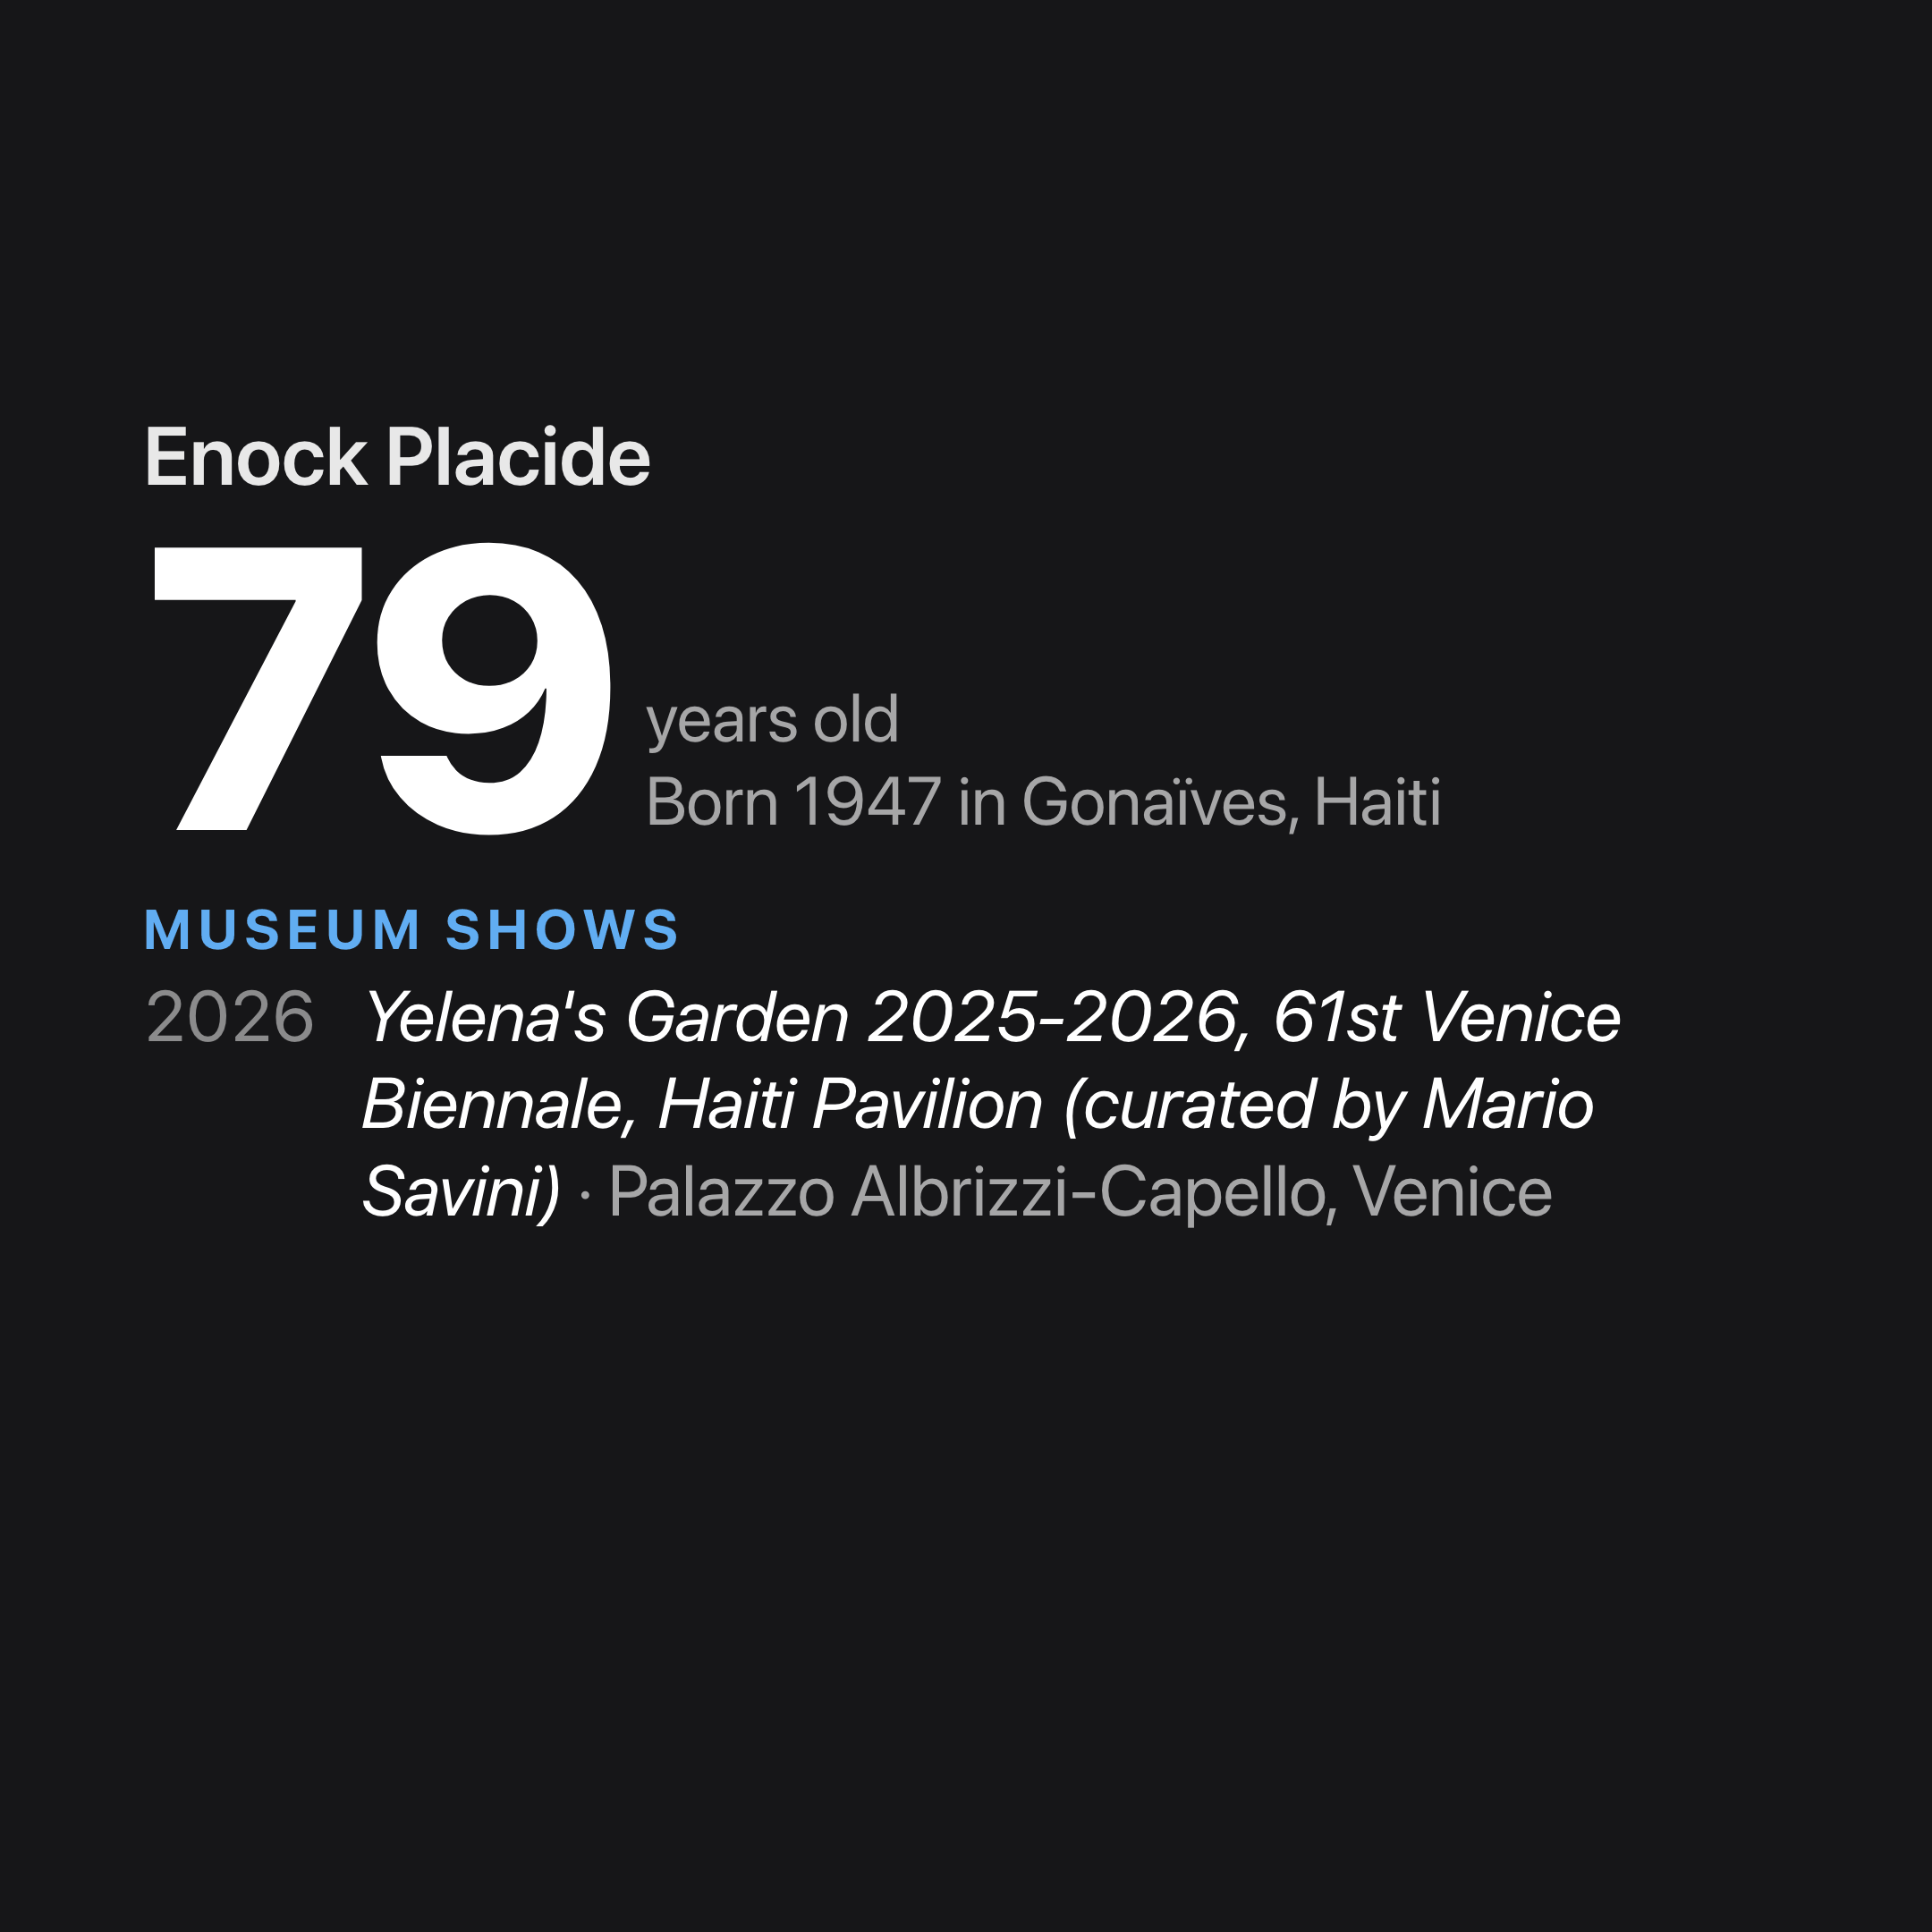 Enock Placide
79
years old
Born 1947 in Gonaïves, Haiti
MUSEUM SHOWS
2026 Yelena's Garden 2025-2026, 61st Venice
Biennale, Haiti Pavilion (curated by Mario
Savini) · Palazzo Albrizzi-Capello, Venice